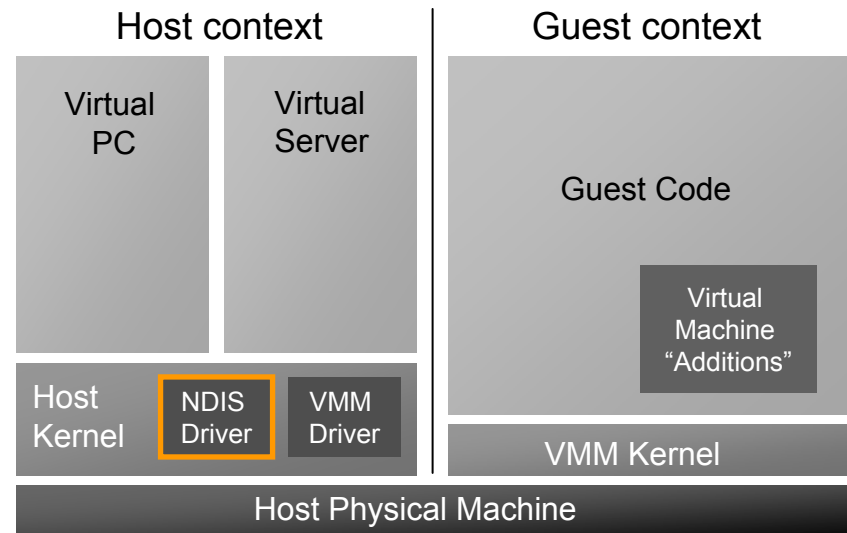 Host context
Guest context
Virtual
PC
Virtual
Server
Guest Code
Virtual
Machine
“Additions”
Host
Kernel
NDIS
Driver
VMM
Driver
VMM Kernel
Host Physical Machine